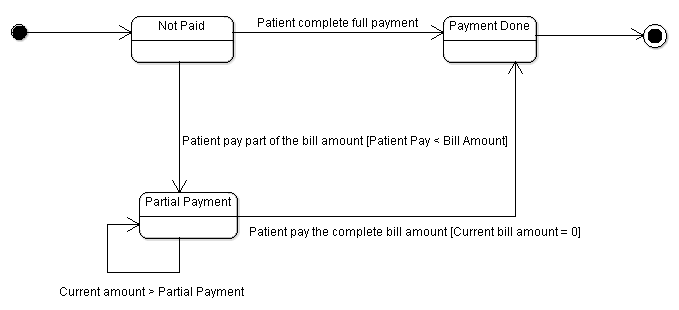 Not Paid
Patient complete full payment
Payment Done
Patient pay part of the bill amount [Patient Pay < Bill Amount]
Partial Payment
Patient pay the complete bill amount [Current bill amount = 0]
Current amount > Partial Payment